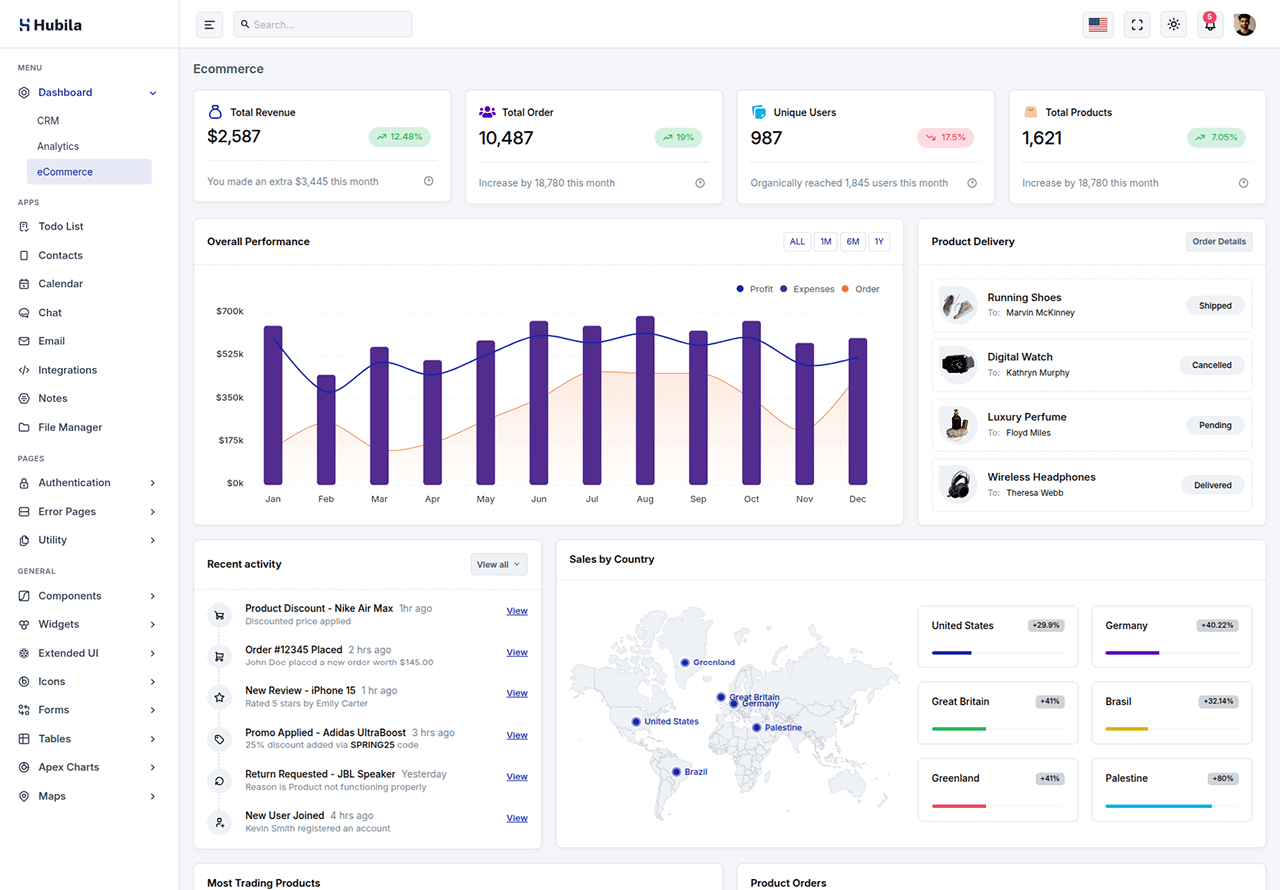 Hubila
Search...
5
MENU
Dashboard
CRM
Analytics
eCommerce
APPS
Todo List
Contacts
Calendar
Chat
Email
Integrations
Notes
File Manager
PAGES
Authentication
Error Pages
Utility
GENERAL
Components
Widgets
Extended UI
Icons
Forms
Tables
Apex Charts
Maps
Ecommerce
Total Revenue
$2,587
12.48%
You made an extra $3,445 this month
Total Order
10,487
19%
Increase by 18,780 this month
Unique Users
987
17.5%
Organically reached 1,845 users this month
Total Products
1,621
7.05%
Increase by 18,780 this month
Overall Performance
ALL 1M 6M 1Y
Profit Expenses Order
$700k
$525k
$350k
$175k
$0k
Jan Feb Mar Apr May Jun Jul Aug Sep Oct Nov Dec
Product Delivery
Order Details
Running Shoes
To: Marvin McKinney
Shipped
Digital Watch
To: Kathryn Murphy
Cancelled
Luxury Perfume
To: Floyd Miles
Pending
Wireless Headphones
To: Theresa Webb
Delivered
Recent activity
View all
Product Discount - Nike Air Max 1hr ago
Discounted price applied
View
Order #12345 Placed 2 hrs ago
John Doe placed a new order worth $145.00
View
New Review - iPhone 15 1 hr ago
Rated 5 stars by Emily Carter
View
Promo Applied - Adidas UltraBoost 3 hrs ago
25% discount added via SPRING25 code
View
Return Requested - JBL Speaker Yesterday
Reason is Product not functioning properly
View
New User Joined 4 hrs ago
Kevin Smith registered an account
View
Sales by Country
Greenland
Great Britain
Germany
United States
Palestine
Brazil
United States +29.9%
Germany +40.22%
Great Britain +41%
Brasil +32.14%
Greenland +41%
Palestine +80%
Most Trading Products
Product Orders